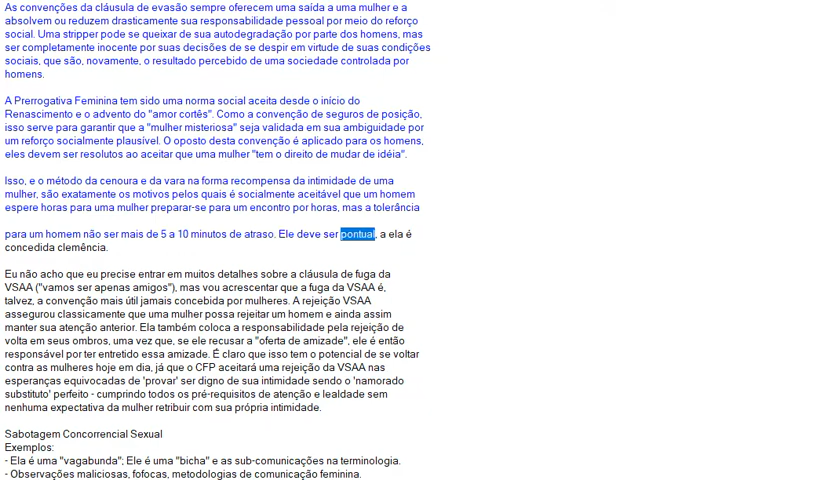 As convenções da cláusula de evasão sempre oferecem uma saída a uma mulher e a
absolvem ou reduzem drasticamente sua responsabilidade pessoal por meio do reforço
social. Uma stripper pode se queixar de sua autodegradação por parte dos homens, mas
ser completamente inocente por suas decisões de se despir em virtude de suas condições
sociais, que são, novamente, o resultado percebido de uma sociedade controlada por
homens.
A Prerrogativa Feminina tem sido uma norma social aceita desde o início do
Renascimento e o advento do "amor cortês". Como a convenção de seguros de posição,
isso serve para garantir que a "mulher misteriosa" seja validada em sua ambiguidade por
um reforço socialmente plausível. O oposto desta convenção é aplicado para os homens,
eles devem ser resolutos ao aceitar que uma mulher "tem o direito de mudar de idéia".
Isso, e o método da cenoura e da vara na forma recompensa da intimidade de uma
mulher, são exatamente os motivos pelos quais é socialmente aceitável que um homem
espere horas para uma mulher preparar-se para um encontro por horas, mas a tolerância
para um homem não ser mais de 5 a 10 minutos de atraso. Ele deve ser pontual, a ela é
concedida clemência.
Eu não acho que eu precise entrar em muitos detalhes sobre a cláusula de fuga da
VSAA ("vamos ser apenas amigos"), mas vou acrescentar que a fuga da VSAA é,
talvez, a convenção mais útil jamais concebida por mulheres. A rejeição VSAA
assegurou classicamente que uma mulher possa rejeitar um homem e ainda assim
manter sua atenção anterior. Ela também coloca a responsabilidade pela rejeição de
volta em seus ombros, uma vez que, se ele recusar a "oferta de amizade", ele é então
responsável por ter entretido essa amizade. É claro que isso tem o potencial de se voltar
contra as mulheres hoje em dia, já que o CFP aceitará uma rejeição da VSAA nas
esperanças equivocadas de 'provar' ser digno de sua intimidade sendo o 'namorado
substituto' perfeito - cumprindo todos os pré-requisitos de atenção e lealdade sem
nenhuma expectativa da mulher retribuir com sua própria intimidade.
Sabotagem Concorrencial Sexual
Exemplos:
- Ela é uma "vagabunda"; Ele é uma "bicha" e as sub-comunicações na terminologia.
- Observações maliciosas, fofocas, metodologias de comunicação feminina.